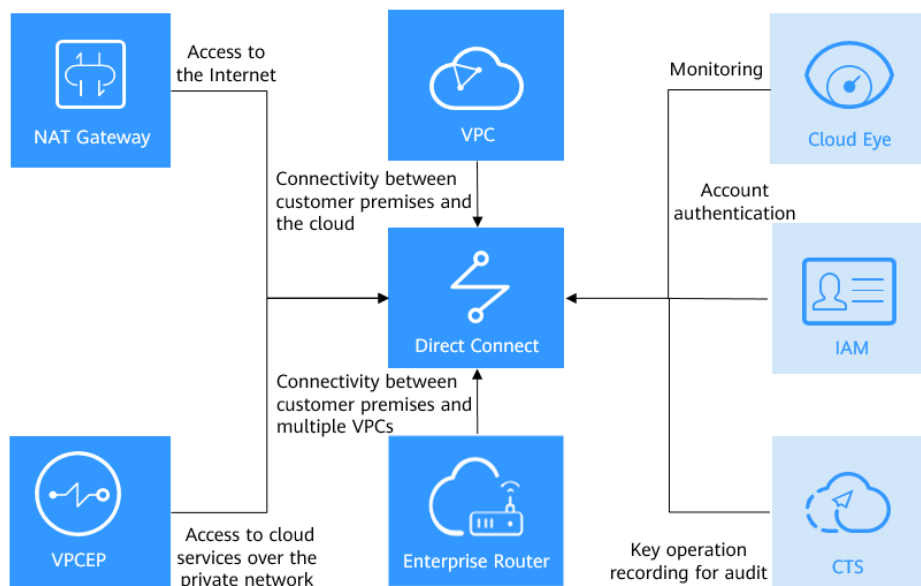 Access to
the Internet
NAT Gateway
VPC
Monitoring
Cloud Eye
Connectivity between
customer premises and
the cloud
Account
authentication
Direct Connect
IAM
Connectivity between
customer premises and
multiple VPCs
VPCEP
Access to cloud
services over the
private network
Enterprise Router
Key operation
recording for audit
CTS